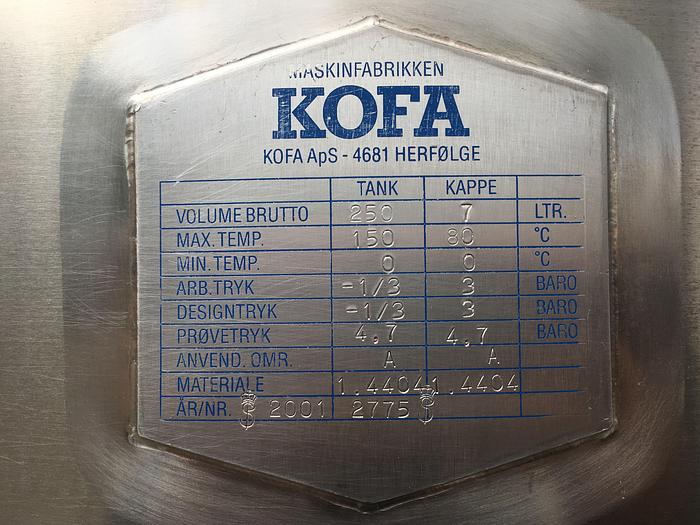 MASKINFABRIKKEN
KOFA
KOFA ApS - 4681 HERFØLGE
TANK KAPPE
VOLUME BRUTTO 250 7 LTR.
MAX. TEMP. 150 80 °C
MIN. TEMP. 0 0 °C
ARB. TRYK -1/3 3 BARO
DESIGNTRYK -1/3 3 BARO
PRØVETRYK 4,7 4,7 BARO
ANVEND. OMR. A A
MATERIALE 1.4404 1.4404
ÅR/NR. 2001 2775